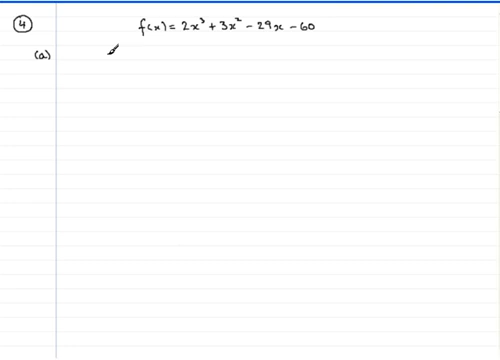 ④ f(x) = 2x³ + 3x² - 29x - 60
(a)